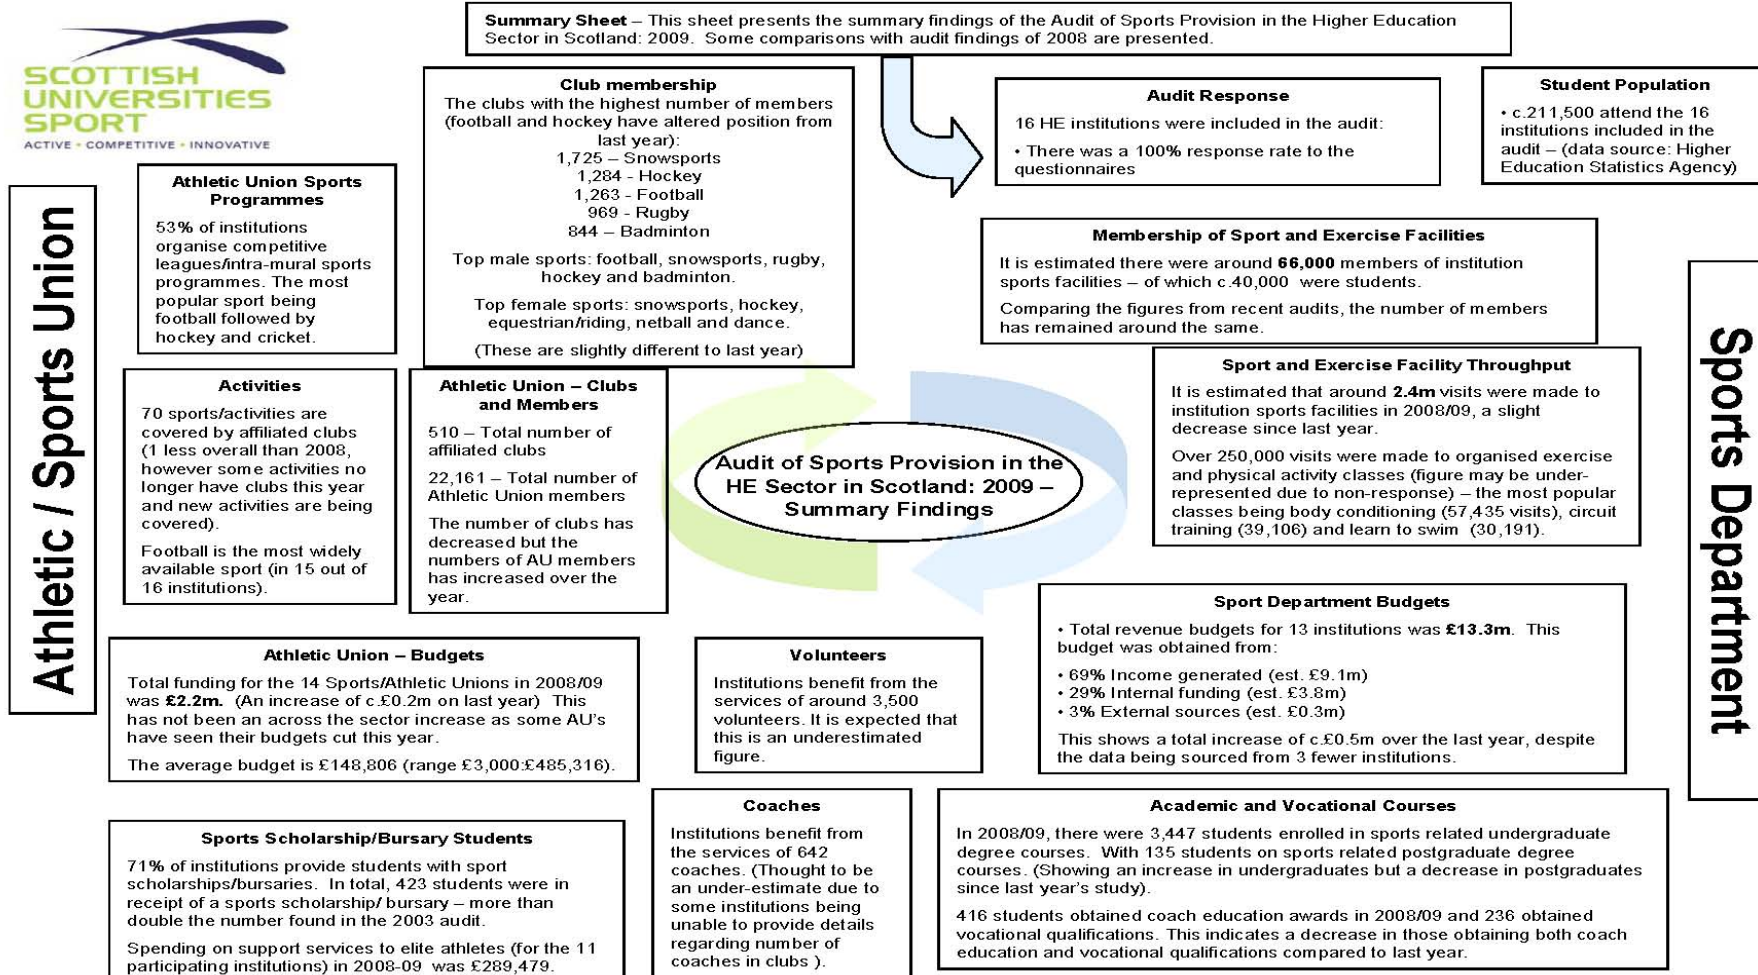 Summary Sheet – This sheet presents the summary findings of the Audit of Sports Provision in the Higher Education
Sector in Scotland: 2009. Some comparisons with audit findings of 2008 are presented.
SCOTTISH
UNIVERSITIES
SPORT
ACTIVE • COMPETITIVE • INNOVATIVE
Athletic / Sports Union
Athletic Union Sports
Programmes
53% of institutions
organise competitive
leagues/intra-mural sports
programmes. The most
popular sport being
football followed by
hockey and cricket.
Club membership
The clubs with the highest number of members
(football and hockey have altered position from
last year):
1,725 – Snowsports
1,284 - Hockey
1,263 - Football
969 - Rugby
844 – Badminton
Top male sports: football, snowsports, rugby,
hockey and badminton.
Top female sports: snowsports, hockey,
equestrian/riding, netball and dance.
(These are slightly different to last year)
Audit Response
16 HE institutions were included in the audit:
• There was a 100% response rate to the
questionnaires
Student Population
• c.211,500 attend the 16
institutions included in the
audit – (data source: Higher
Education Statistics Agency)
Membership of Sport and Exercise Facilities
It is estimated there were around 66,000 members of institution
sports facilities – of which c.40,000 were students.
Comparing the figures from recent audits, the number of members
has remained around the same.
Sports Department
Activities
70 sports/activities are
covered by affiliated clubs
(1 less overall than 2008,
however some activities no
longer have clubs this year
and new activities are being
covered).
Football is the most widely
available sport (in 15 out of
16 institutions).
Athletic Union – Clubs
and Members
510 – Total number of
affiliated clubs
22,161 – Total number of
Athletic Union members
The number of clubs has
decreased but the
numbers of AU members
has increased over the
year.
Audit of Sports Provision in the
HE Sector in Scotland: 2009 –
Summary Findings
Sport and Exercise Facility Throughput
It is estimated that around 2.4m visits were made to
institution sports facilities in 2008/09, a slight
decrease since last year.
Over 250,000 visits were made to organised exercise
and physical activity classes (figure may be under-
represented due to non-response) – the most popular
classes being body conditioning (57,435 visits), circuit
training (39,106) and learn to swim (30,191).
Athletic Union – Budgets
Total funding for the 14 Sports/Athletic Unions in 2008/09
was £2.2m. (An increase of c.£0.2m on last year) This
has not been an across the sector increase as some AU's
have seen their budgets cut this year.
The average budget is £148,806 (range £3,000:£485,316).
Volunteers
Institutions benefit from the
services of around 3,500
volunteers. It is expected that
this is an underestimated
figure.
Sport Department Budgets
• Total revenue budgets for 13 institutions was £13.3m. This
budget was obtained from:
• 69% Income generated (est. £9.1m)
• 29% Internal funding (est. £3.8m)
• 3% External sources (est. £0.3m)
This shows a total increase of c.£0.5m over the last year, despite
the data being sourced from 3 fewer institutions.
Sports Scholarship/Bursary Students
71% of institutions provide students with sport
scholarships/bursaries. In total, 423 students were in
receipt of a sports scholarship/ bursary – more than
double the number found in the 2003 audit.
Spending on support services to elite athletes (for the 11
participating institutions) in 2008-09 was £289,479.
Coaches
Institutions benefit from
the services of 642
coaches. (Thought to be
an under-estimate due to
some institutions being
unable to provide details
regarding number of
coaches in clubs ).
Academic and Vocational Courses
In 2008/09, there were 3,447 students enrolled in sports related undergraduate
degree courses. With 135 students on sports related postgraduate degree
courses. (Showing an increase in undergraduates but a decrease in postgraduates
since last year's study).
416 students obtained coach education awards in 2008/09 and 236 obtained
vocational qualifications. This indicates a decrease in those obtaining both coach
education and vocational qualifications compared to last year.